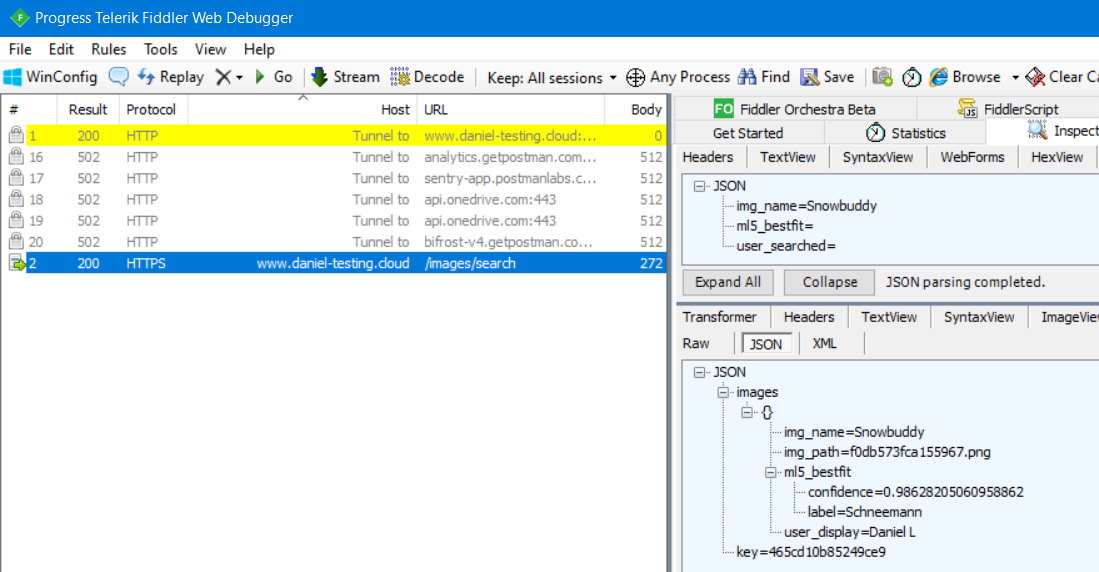 Progress Telerik Fiddler Web Debugger
File Edit Rules Tools View Help
WinConfig Replay Go Stream Decode Keep: All sessions Any Process Find Save Browse Clear Ca
# Result Protocol Host URL Body
1 200 HTTP Tunnel to www.daniel-testing.cloud:... 0
16 502 HTTP Tunnel to analytics.getpostman.com... 512
17 502 HTTP Tunnel to sentry-app.postmanlabs.c... 512
18 502 HTTP Tunnel to api.onedrive.com:443 512
19 502 HTTP Tunnel to api.onedrive.com:443 512
20 502 HTTP Tunnel to bifrost-v4.getpostman.co... 512
2 200 HTTPS www.daniel-testing.cloud /images/search 272
FO Fiddler Orchestra Beta JS FiddlerScript
Get Started Statistics Inspect
Headers TextView SyntaxView WebForms HexView
JSON
img_name=Snowbuddy
ml5_bestfit=
user_searched=
Expand All Collapse JSON parsing completed.
Transformer Headers TextView SyntaxView ImageVie
Raw JSON XML
JSON
images
{}
img_name=Snowbuddy
img_path=f0db573fca155967.png
ml5_bestfit
confidence=0.98628205060958862
label=Schneemann
user_display=Daniel L
key=465cd10b85249ce9